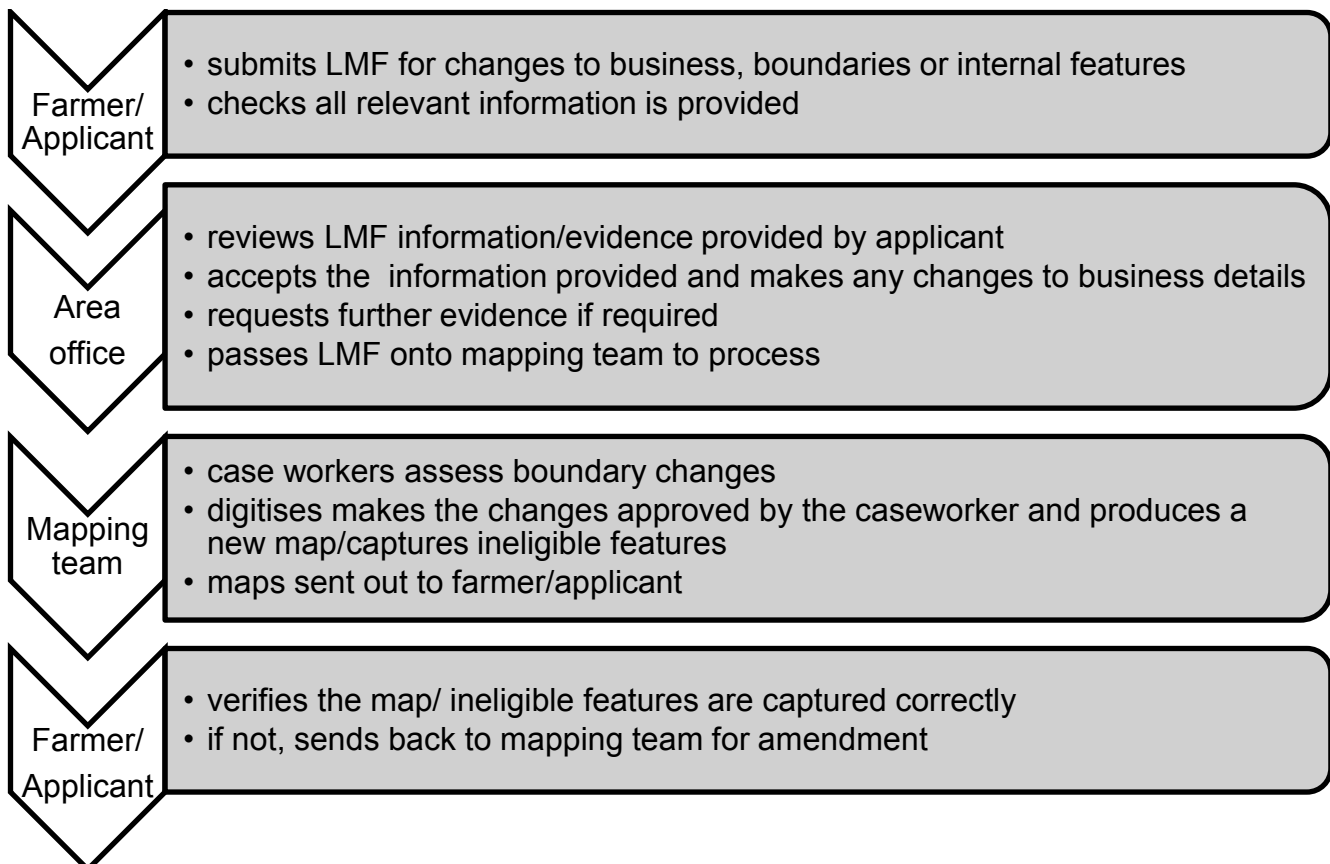 Farmer/
Applicant
• submits LMF for changes to business, boundaries or internal features
• checks all relevant information is provided
Area
office
• reviews LMF information/evidence provided by applicant
• accepts the  information provided and makes any changes to business details
• requests further evidence if required
• passes LMF onto mapping team to process
Mapping
team
• case workers assess boundary changes
• digitises makes the changes approved by the caseworker and produces a
new map/captures ineligible features
• maps sent out to farmer/applicant
Farmer/
Applicant
• verifies the map/ ineligible features are captured correctly
• if not, sends back to mapping team for amendment